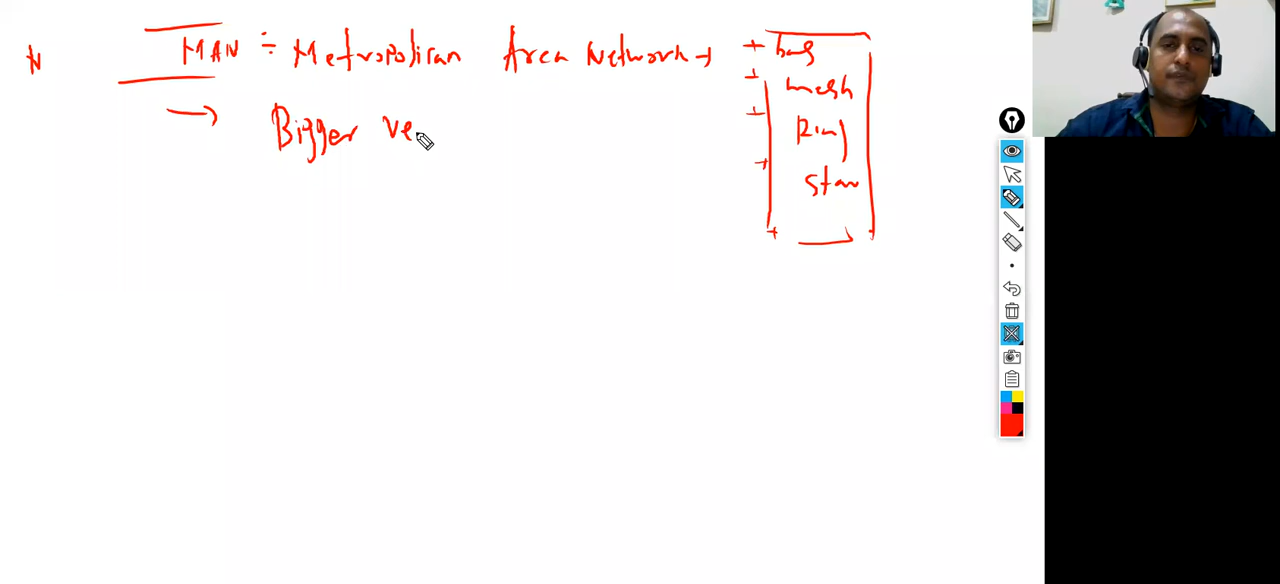 MAN ÷ Metropolitan Area Network →
bus
mesh
Ring
star
→ Bigger ve